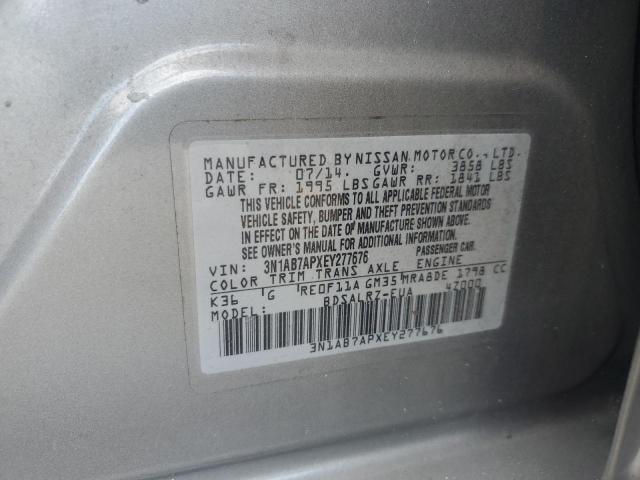 MANUFACTURED BY NISSAN MOTOR CO., LTD.
DATE: 07/14. GVWR: 3858 LBS
GAWR FR: 1995 LBS GAWR RR: 1841 LBS
THIS VEHICLE CONFORMS TO ALL APPLICABLE FEDERAL MOTOR
VEHICLE SAFETY, BUMPER AND THEFT PREVENTION STANDARDS
IN EFFECT ON THE DATE OF MANUFACTURE SHOWN ABOVE.
SEE OWNER'S MANUAL FOR ADDITIONAL INFORMATION.
VIN: 3N1AB7APXEY277676 PASSENGER CAR.
COLOR TRIM TRANS AXLE ENGINE
K36 G RE0F11A GM35 MRA8DE 1798 CC
MODEL: BDSALRZ-EUA 4Z000
3N1AB7APXEY277676